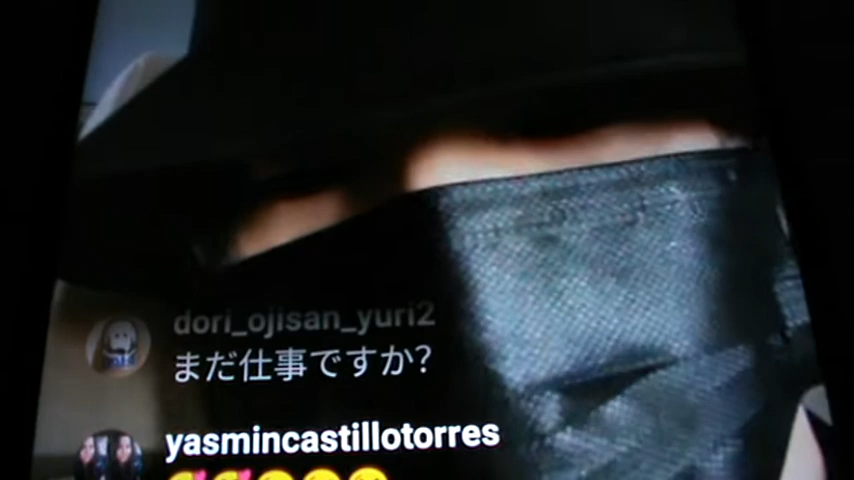 dori_ojisan_yuri2
まだ仕事ですか?
yasmincastillotorres